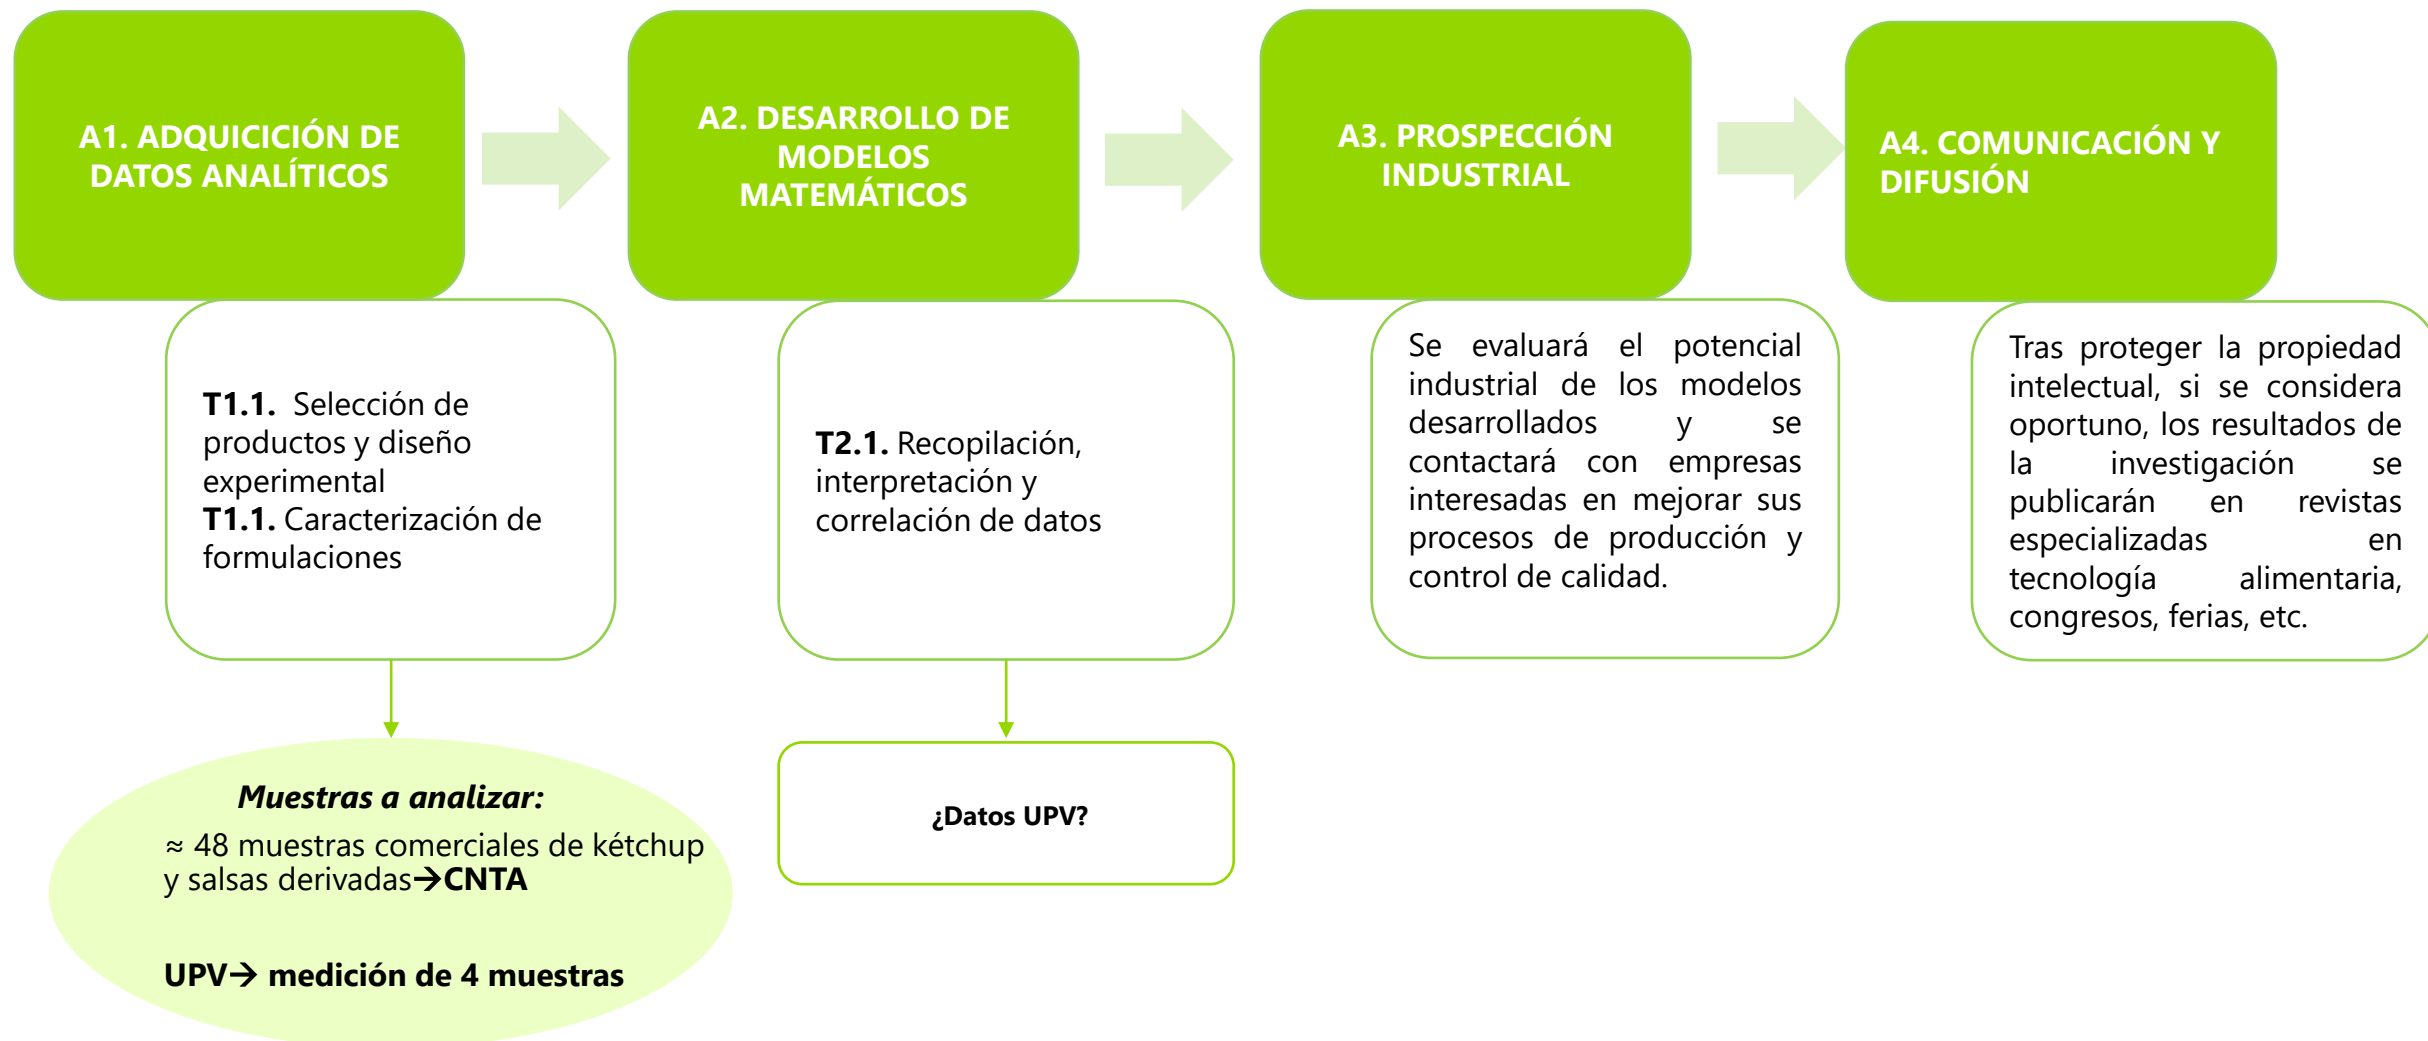 A1. ADQUICICIÓN DE
DATOS ANALÍTICOS
A2. DESARROLLO DE
MODELOS
MATEMÁTICOS
A3. PROSPECCIÓN
INDUSTRIAL
A4. COMUNICACIÓN Y
DIFUSIÓN
T1.1. Selección de
productos y diseño
experimental
T1.1. Caracterización de
formulaciones
T2.1. Recopilación,
interpretación y
correlación de datos
Se evaluará el potencial
industrial de los modelos
desarrollados y se
contactará con empresas
interesadas en mejorar sus
procesos de producción y
control de calidad.
Tras proteger la propiedad
intelectual, si se considera
oportuno, los resultados de
la investigación se
publicarán en revistas
especializadas en
tecnología alimentaria,
congresos, ferias, etc.
Muestras a analizar:
≈ 48 muestras comerciales de kétchup
y salsas derivadas→CNTA
UPV→ medición de 4 muestras
¿Datos UPV?